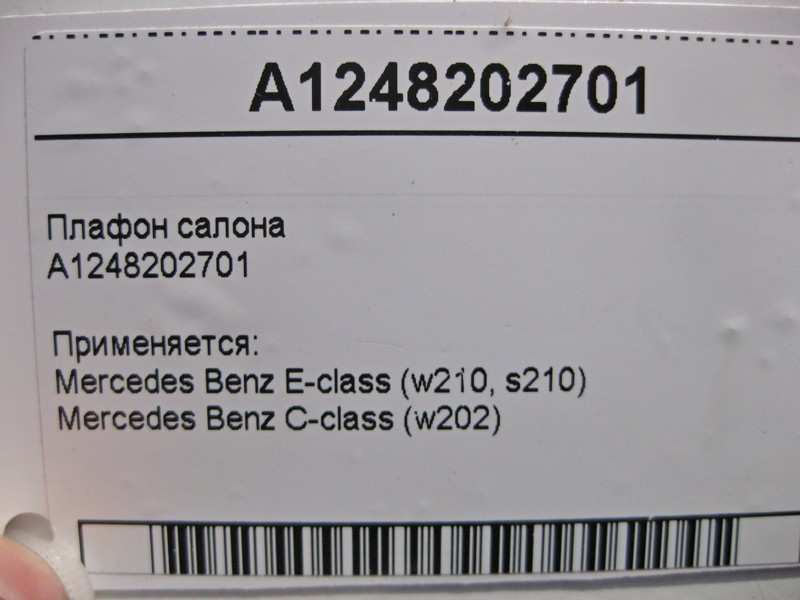 A1248202701
Плафон салона
A1248202701
Применяется:
Mercedes Benz E-class (w210, s210)
Mercedes Benz C-class (w202)